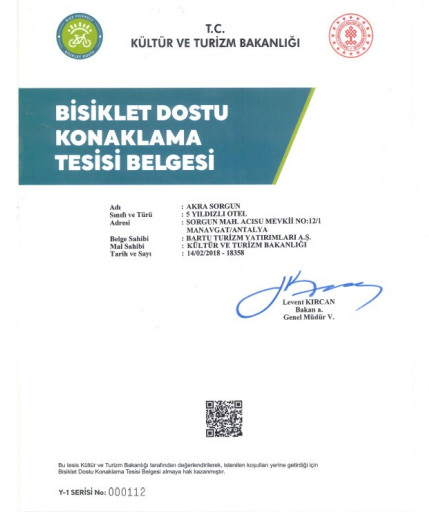 T.C.
KÜLTÜR VE TURİZM BAKANLIĞI
BİSİKLET DOSTU
KONAKLAMA
TESİSİ BELGESİ
Adı : AKRA SORGUN
Sınıfı ve Türü : 5 YILDIZLI OTEL
Adresi : SORGUN MAH. ACISU MEVKİİ NO:12/1
MANAVGAT/ANTALYA
Belge Sahibi : BARTU TURİZM YATIRIMLARI A.Ş.
Mal Sahibi : KÜLTÜR VE TURİZM BAKANLIĞI
Tarih ve Sayı : 14/02/2018 - 18358
Levent KIRCAN
Bakan a.
Genel Müdür V.
Bu tesis Kültür ve Turizm Bakanlığı tarafından değerlendirilerek, istenilen koşulları yerine getirdiği için
Bisiklet Dostu Konaklama Tesisi Belgesi almaya hak kazanmıştır.
Y-1 SERİSİ No: 000112